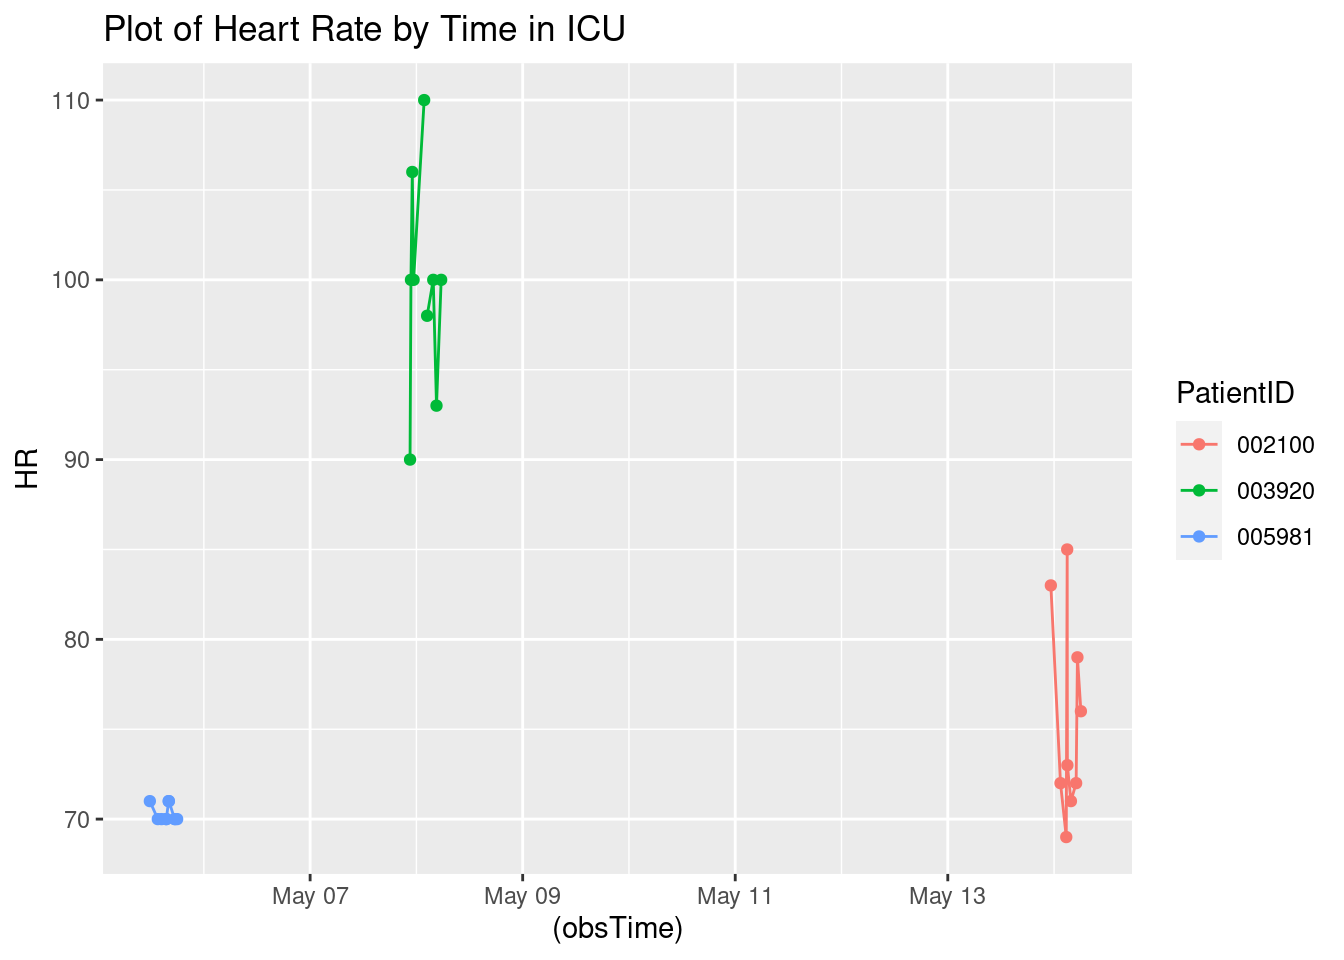 Plot of Heart Rate by Time in ICU
110
100
90
80
70
HR
May 07 May 09 May 11 May 13
(obsTime)
PatientID
002100
003920
005981